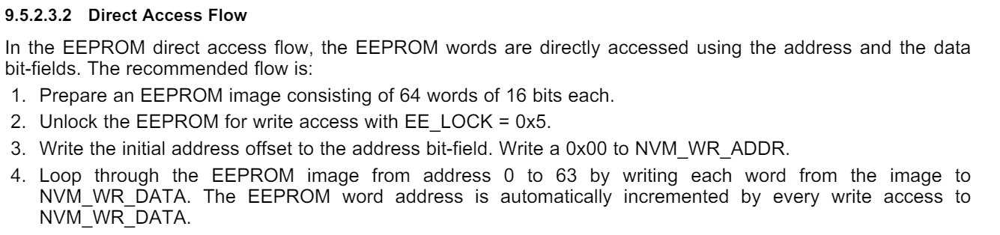 9.5.2.3.2 Direct Access Flow
In the EEPROM direct access flow, the EEPROM words are directly accessed using the address and the data
bit-fields. The recommended flow is:
1. Prepare an EEPROM image consisting of 64 words of 16 bits each.
2. Unlock the EEPROM for write access with EE_LOCK = 0x5.
3. Write the initial address offset to the address bit-field. Write a 0x00 to NVM_WR_ADDR.
4. Loop through the EEPROM image from address 0 to 63 by writing each word from the image to
NVM_WR_DATA. The EEPROM word address is automatically incremented by every write access to
NVM_WR_DATA.